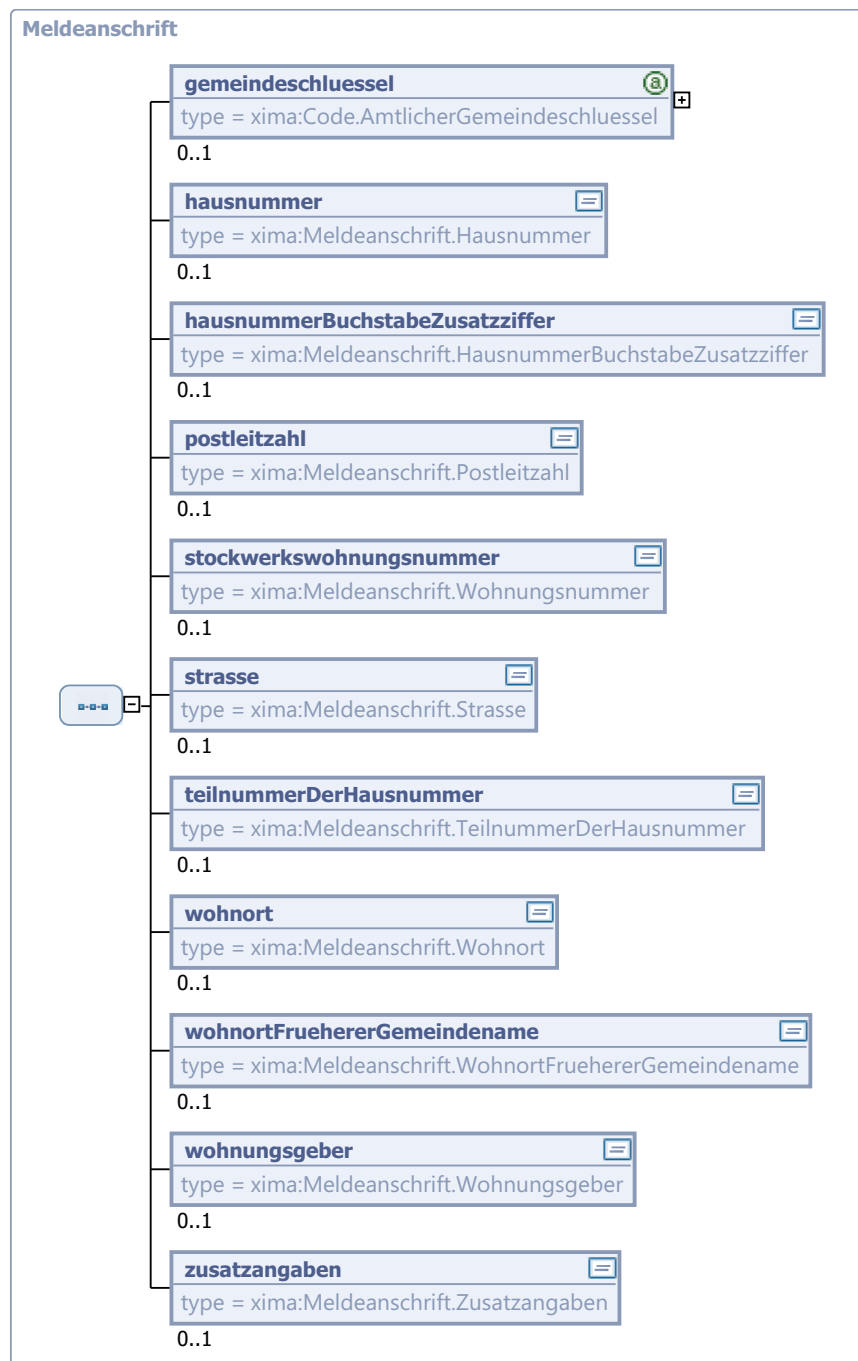 Meldeanschrift
gemeindeschluessel
a
type = xima:Code.AmtlicherGemeindeschluessel
0..1
hausnummer
type = xima:Meldeanschrift.Hausnummer
0..1
hausnummerBuchstabeZusatzziffer
type = xima:Meldeanschrift.HausnummerBuchstabeZusatzziffer
0..1
postleitzahl
type = xima:Meldeanschrift.Postleitzahl
0..1
stockwerkswohnungsnummer
type = xima:Meldeanschrift.Wohnungsnummer
0..1
strasse
type = xima:Meldeanschrift.Strasse
0..1
teilnummerDerHausnummer
type = xima:Meldeanschrift.TeilnummerDerHausnummer
0..1
wohnort
type = xima:Meldeanschrift.Wohnort
0..1
wohnortFruehererGemeindename
type = xima:Meldeanschrift.WohnortFruehererGemeindename
0..1
wohnungsgeber
type = xima:Meldeanschrift.Wohnungsgeber
0..1
zusatzangaben
type = xima:Meldeanschrift.Zusatzangaben
0..1